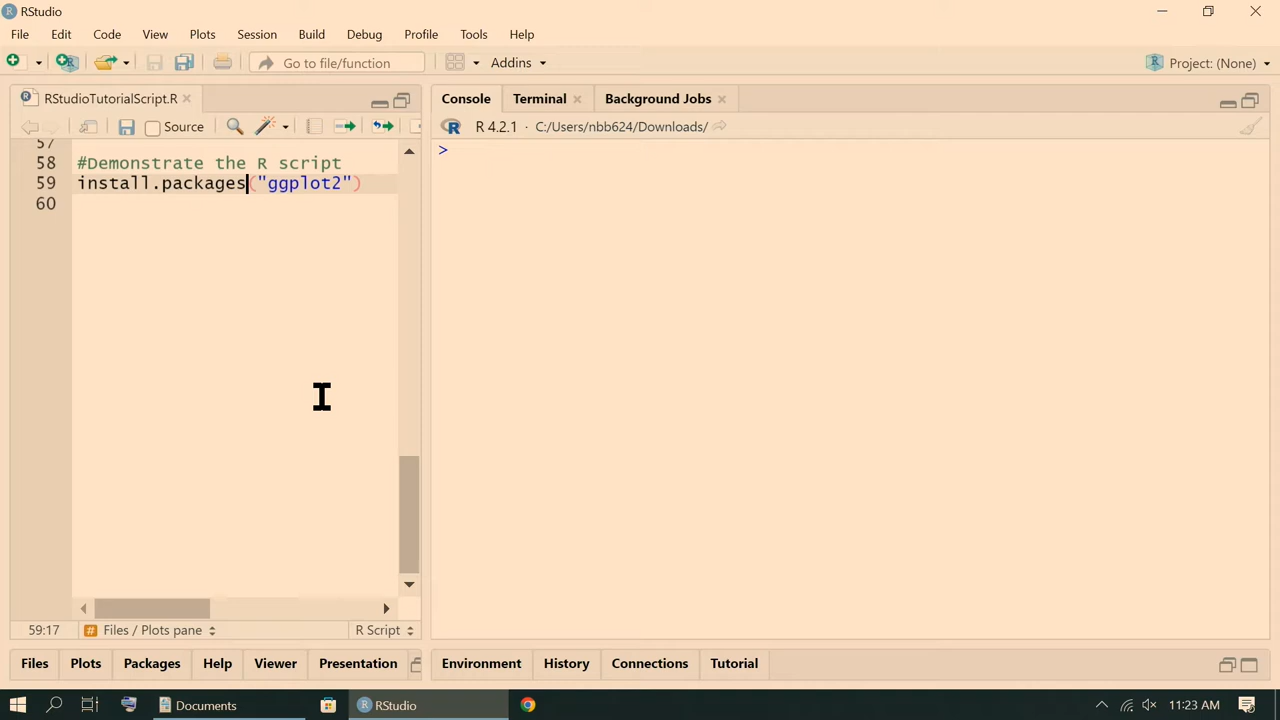 RStudio
File Edit Code View Plots Session Build Debug Profile Tools Help
Go to file/function Addins Project: (None)
RStudioTutorialScript.R
Source
57
58 #Demonstrate the R script
59 install.packages("ggplot2")
60
59:17 # Files / Plots pane R Script
Files Plots Packages Help Viewer Presentation
Console Terminal Background Jobs
R R 4.2.1 · C:/Users/nbb624/Downloads/
>
Environment History Connections Tutorial
Documents RStudio 11:23 AM